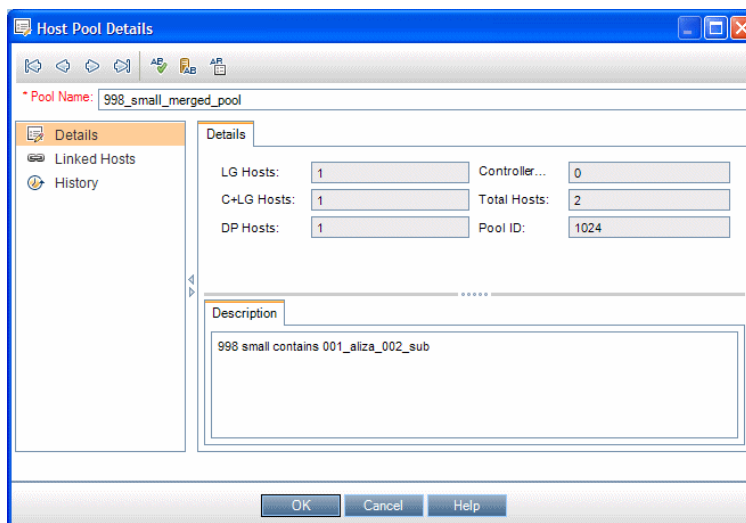 Host Pool Details
* Pool Name: 998_small_merged_pool
Details
Linked Hosts
History
Details
LG Hosts: 1 Controller... 0
C+LG Hosts: 1 Total Hosts: 2
DP Hosts: 1 Pool ID: 1024
Description
998 small contains 001_aliza_002_sub
OK Cancel Help